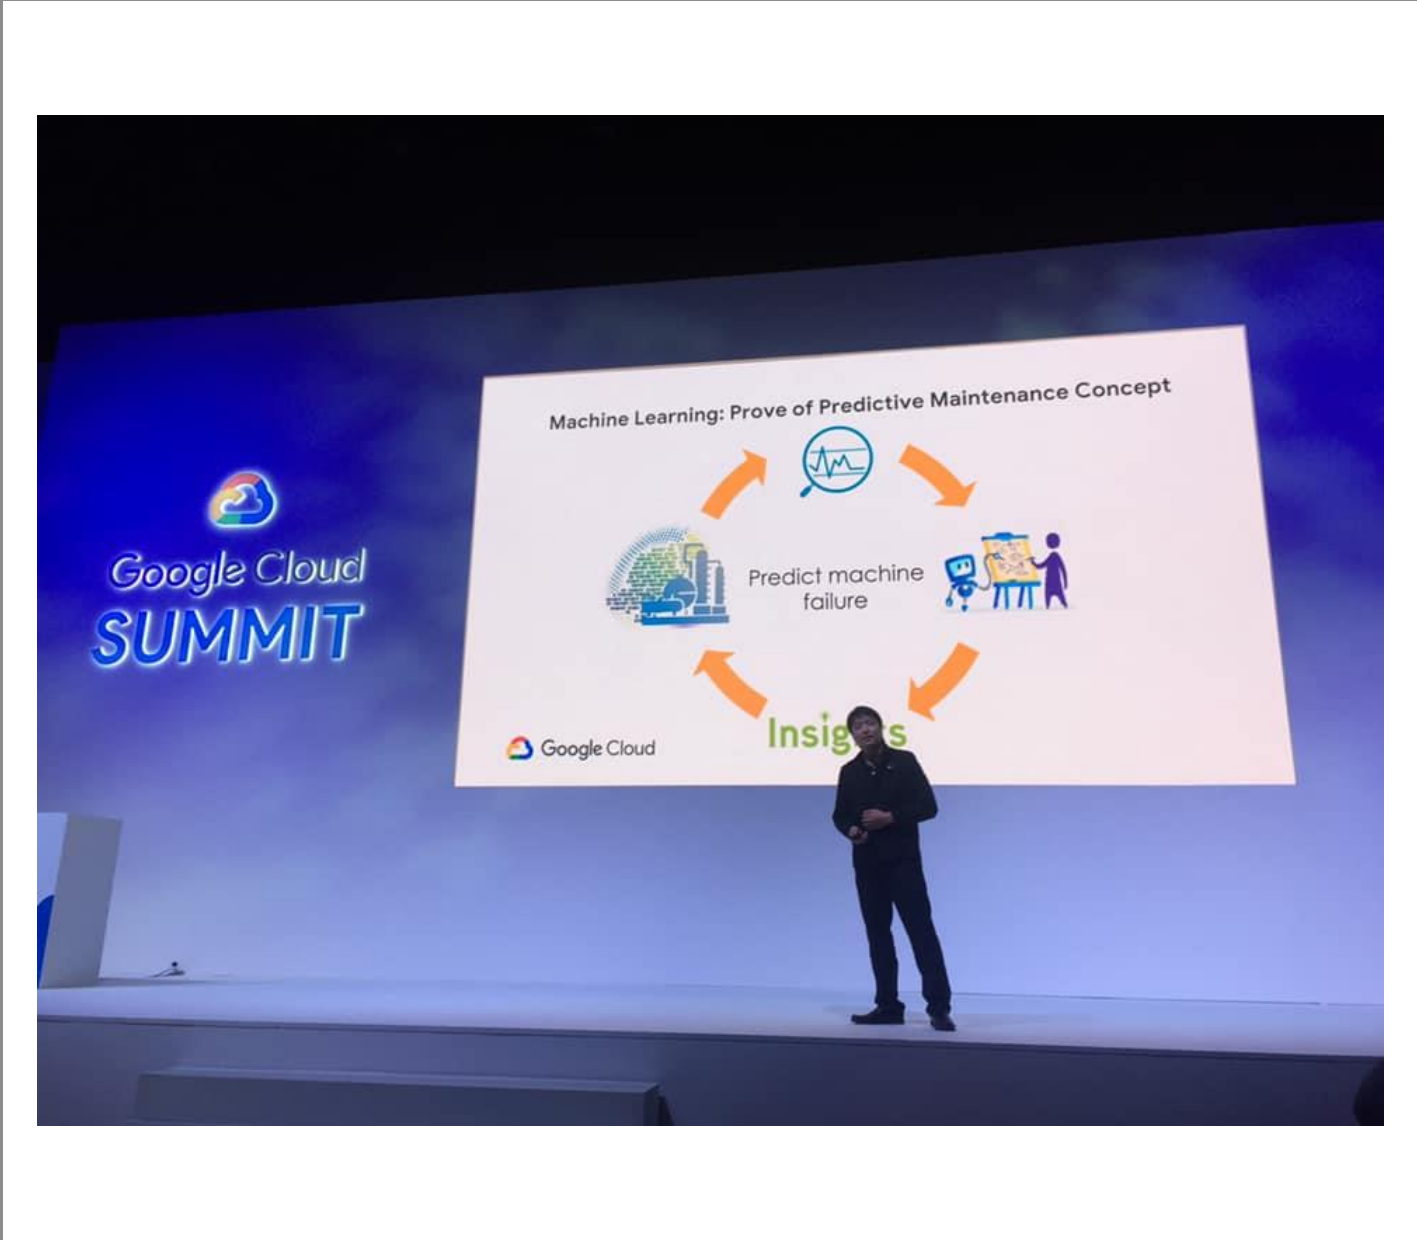 Machine Learning: Prove of Predictive Maintenance Concept
Google Cloud
SUMMIT
Predict machine
failure
Google Cloud